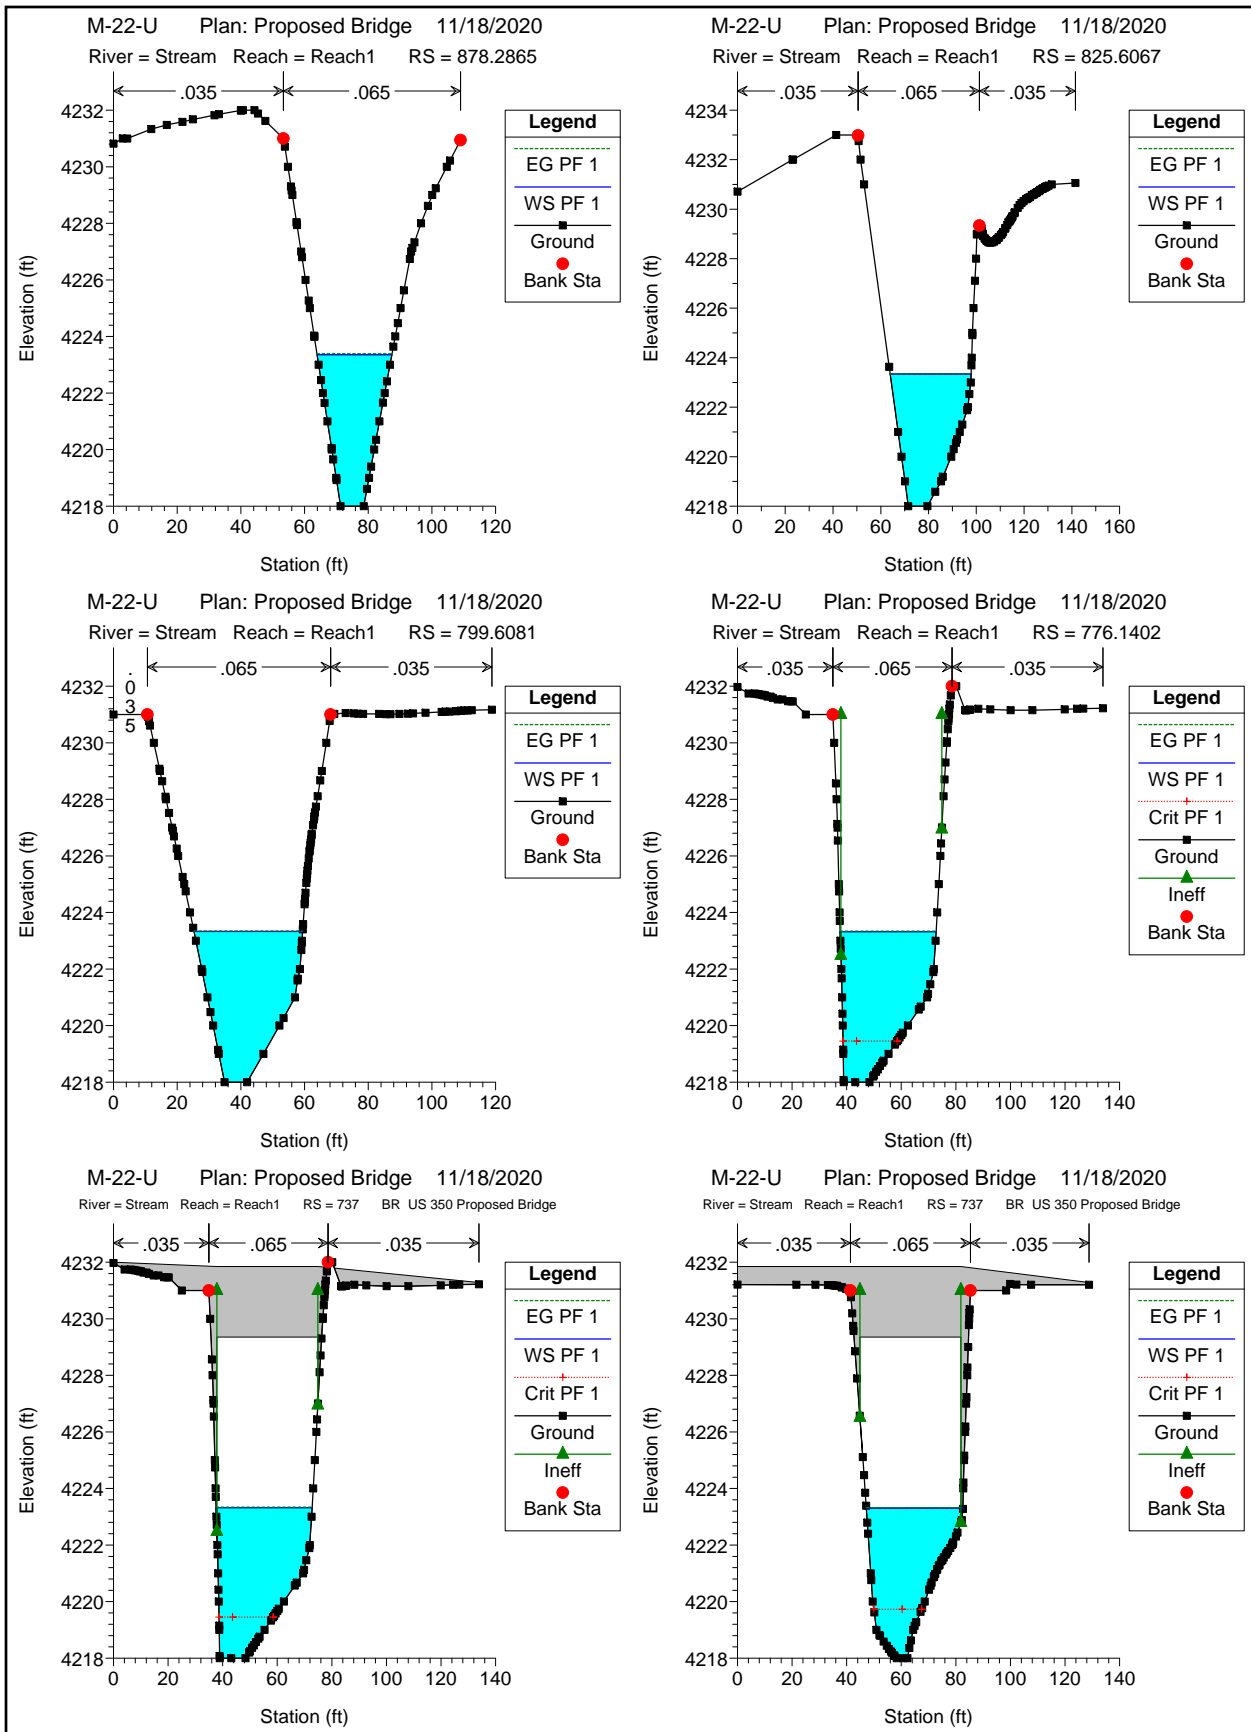 M-22-U Plan: Proposed Bridge 11/18/2020
River = Stream Reach = Reach1 RS = 878.2865
.035 .065
4232
4230
4228
4226
4224
4222
4220
4218
0 20 40 60 80 100 120
Station (ft)
Elevation (ft)
Legend
EG PF 1
WS PF 1
Ground
Bank Sta
M-22-U Plan: Proposed Bridge 11/18/2020
River = Stream Reach = Reach1 RS = 825.6067
.035 .065 .035
4234
4232
4230
4228
4226
4224
4222
4220
4218
0 20 40 60 80 100 120 140 160
Station (ft)
Elevation (ft)
Legend
EG PF 1
WS PF 1
Ground
Bank Sta
M-22-U Plan: Proposed Bridge 11/18/2020
River = Stream Reach = Reach1 RS = 799.6081
.035 .065 .035
4232
4230
4228
4226
4224
4222
4220
4218
0 20 40 60 80 100 120
Station (ft)
Elevation (ft)
Legend
EG PF 1
WS PF 1
Ground
Bank Sta
M-22-U Plan: Proposed Bridge 11/18/2020
River = Stream Reach = Reach1 RS = 776.1402
.035 .065 .035
4232
4230
4228
4226
4224
4222
4220
4218
0 20 40 60 80 100 120 140
Station (ft)
Elevation (ft)
Legend
EG PF 1
WS PF 1
Crit PF 1
Ground
Ineff
Bank Sta
M-22-U Plan: Proposed Bridge 11/18/2020
River = Stream Reach = Reach1 RS = 737 BR US 350 Proposed Bridge
.035 .065 .035
4232
4230
4228
4226
4224
4222
4220
4218
0 20 40 60 80 100 120 140
Station (ft)
Elevation (ft)
Legend
EG PF 1
WS PF 1
Crit PF 1
Ground
Ineff
Bank Sta
M-22-U Plan: Proposed Bridge 11/18/2020
River = Stream Reach = Reach1 RS = 737 BR US 350 Proposed Bridge
.035 .065 .035
4232
4230
4228
4226
4224
4222
4220
4218
0 20 40 60 80 100 120 140
Station (ft)
Elevation (ft)
Legend
EG PF 1
WS PF 1
Crit PF 1
Ground
Ineff
Bank Sta